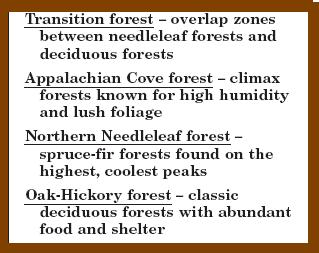 Transition forest – overlap zones
between needleleaf forests and
deciduous forests
Appalachian Cove forest – climax
forests known for high humidity
and lush foliage
Northern Needleleaf forest –
spruce-fir forests found on the
highest, coolest peaks
Oak-Hickory forest – classic
deciduous forests with abundant
food and shelter